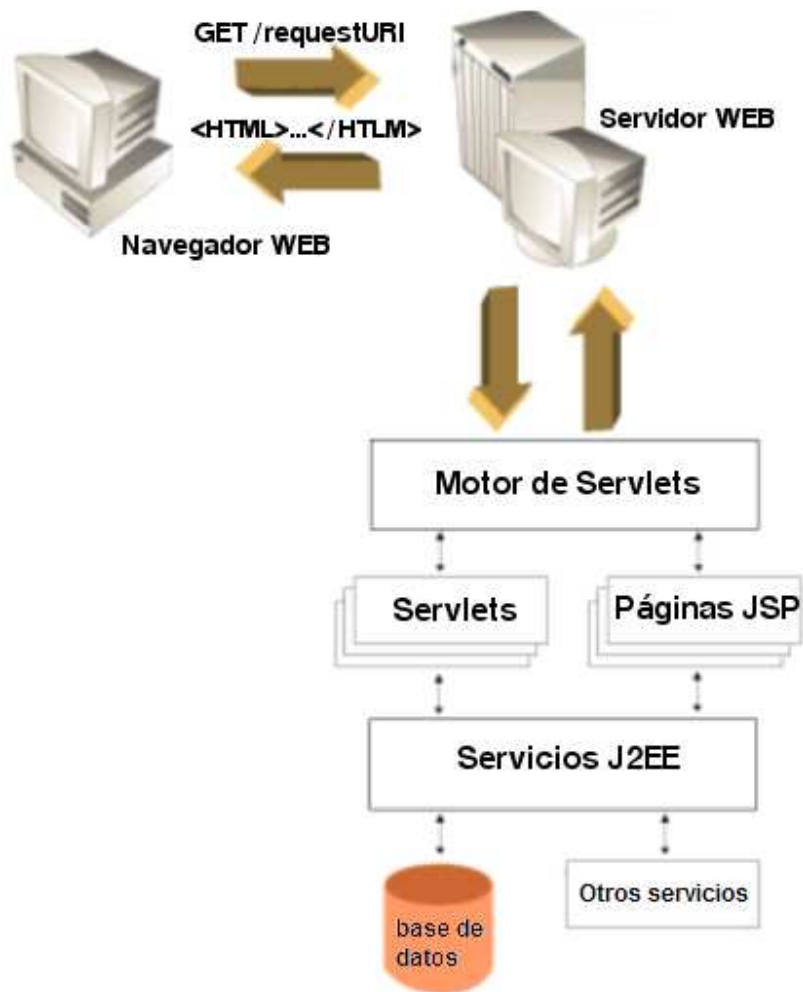 GET /requestURI
<HTML>...</HTLM>
Servidor WEB
Navegador WEB
Motor de Servlets
Servlets
Páginas JSP
Servicios J2EE
base de
datos
Otros servicios